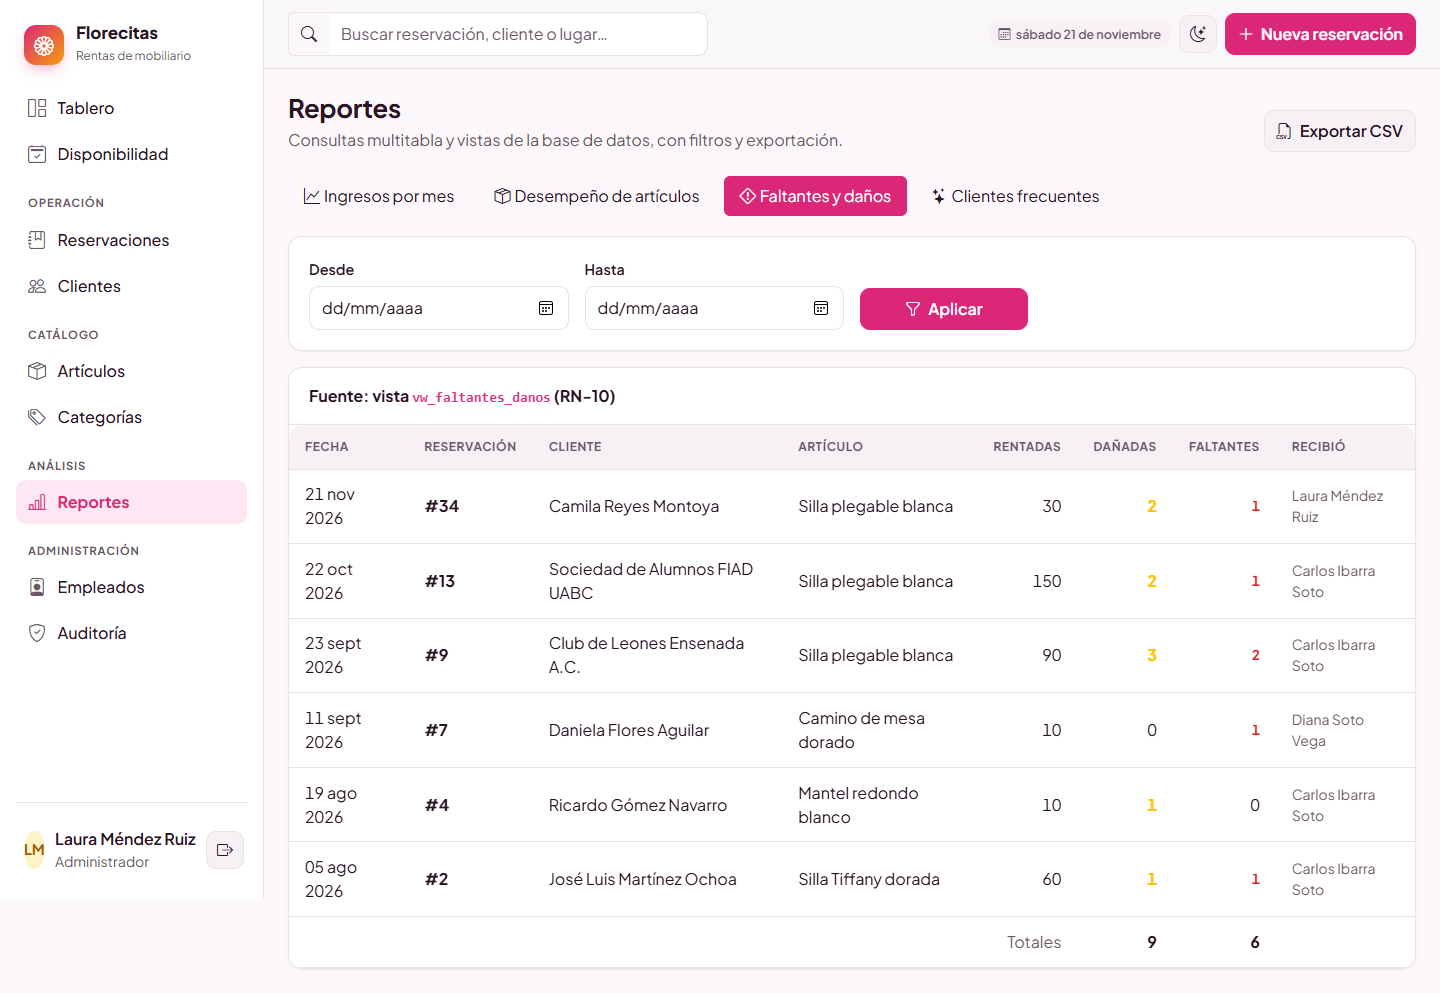 Florecitas
Rentas de mobiliario
Tablero
Disponibilidad
OPERACIÓN
Reservaciones
Clientes
CATÁLOGO
Artículos
Categorías
ANÁLISIS
Reportes
ADMINISTRACIÓN
Empleados
Auditoría
LM
Laura Méndez Ruiz
Administrador
Buscar reservación, cliente o lugar...
sábado 21 de noviembre
Nueva reservación
Reportes
Consultas multitabla y vistas de la base de datos, con filtros y exportación.
CSV
Exportar CSV
Ingresos por mes
Desempeño de artículos
Faltantes y daños
Clientes frecuentes
Desde
Hasta
dd/mm/aaaa
dd/mm/aaaa
Aplicar
Fuente: vista vw_faltantes_danos (RN-10)
FECHA RESERVACIÓN CLIENTE ARTÍCULO RENTADAS DAÑADAS FALTANTES RECIBIÓ
21 nov 2026 #34 Camila Reyes Montoya Silla plegable blanca 30 2 1 Laura Méndez Ruiz
22 oct 2026 #13 Sociedad de Alumnos FIAD UABC Silla plegable blanca 150 2 1 Carlos Ibarra Soto
23 sept 2026 #9 Club de Leones Ensenada A.C. Silla plegable blanca 90 3 2 Carlos Ibarra Soto
11 sept 2026 #7 Daniela Flores Aguilar Camino de mesa dorado 10 0 1 Diana Soto Vega
19 ago 2026 #4 Ricardo Gómez Navarro Mantel redondo blanco 10 1 0 Carlos Ibarra Soto
05 ago 2026 #2 José Luis Martínez Ochoa Silla Tiffany dorada 60 1 1 Carlos Ibarra Soto
Totales 9 6